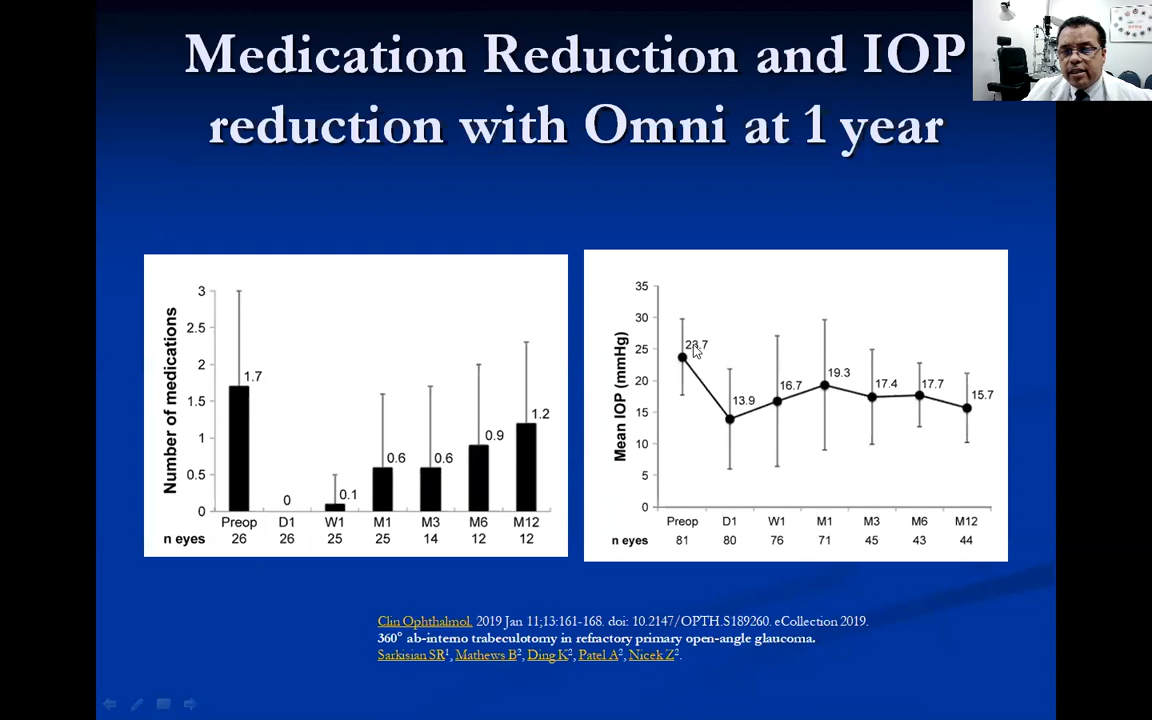 Medication Reduction and IOP
reduction with Omni at 1 year
Number of medications
3
2.5
2
1.5
1
0.5
0
1.7
0
0.1
0.6
0.6
0.9
1.2
Preop D1 W1 M1 M3 M6 M12
n eyes 26 26 25 25 14 12 12
Mean IOP (mmHg)
35
30
25
20
15
10
5
0
23.7
13.9
16.7
19.3
17.4
17.7
15.7
Preop D1 W1 M1 M3 M6 M12
n eyes 81 80 76 71 45 43 44
Clin Ophthalmol. 2019 Jan 11;13:161-168. doi: 10.2147/OPTH.S189260. eCollection 2019.
360° ab-interno trabeculotomy in refractory primary open-angle glaucoma.
Sarkisian SR1, Mathews B2, Ding K2, Patel A2, Nicek Z2.